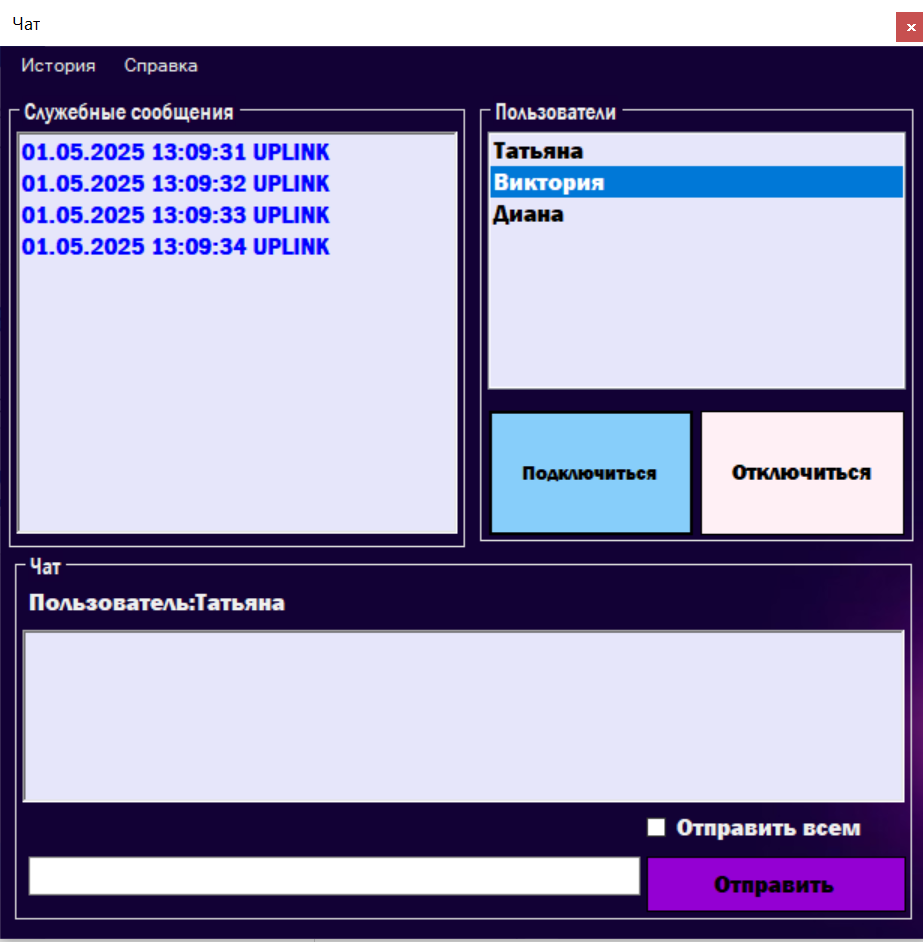 Чат
История Справка
Служебные сообщения
01.05.2025 13:09:31 UPLINK
01.05.2025 13:09:32 UPLINK
01.05.2025 13:09:33 UPLINK
01.05.2025 13:09:34 UPLINK
Пользователи
Татьяна
Виктория
Диана
Подключиться
Отключиться
Чат
Пользователь:Татьяна
Отправить всем
Отправить